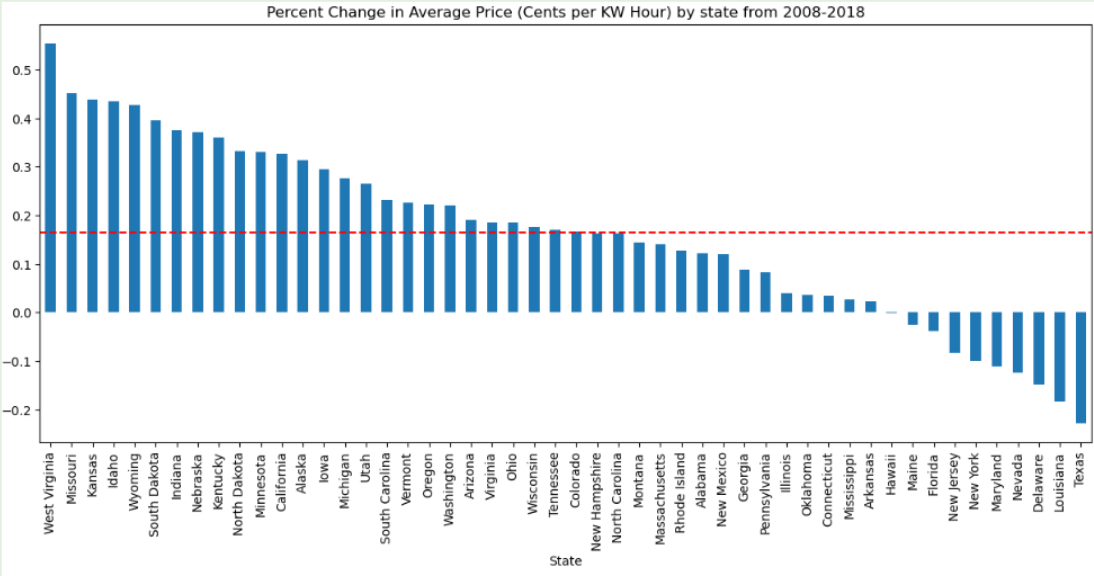 Percent Change in Average Price (Cents per KW Hour) by state from 2008-2018
0.5
0.4
0.3
0.2
0.1
0.0
−0.1
−0.2
West Virginia
Missouri
Kansas
Idaho
Wyoming
South Dakota
Indiana
Nebraska
Kentucky
North Dakota
Minnesota
California
Alaska
Iowa
Michigan
Utah
South Carolina
Vermont
Oregon
Washington
Arizona
Virginia
Ohio
Wisconsin
Tennessee
Colorado
New Hampshire
North Carolina
Montana
Massachusetts
Rhode Island
Alabama
New Mexico
Georgia
Pennsylvania
Illinois
Oklahoma
Connecticut
Mississippi
Arkansas
Hawaii
Maine
Florida
New Jersey
New York
Maryland
Nevada
Delaware
Louisiana
Texas
State